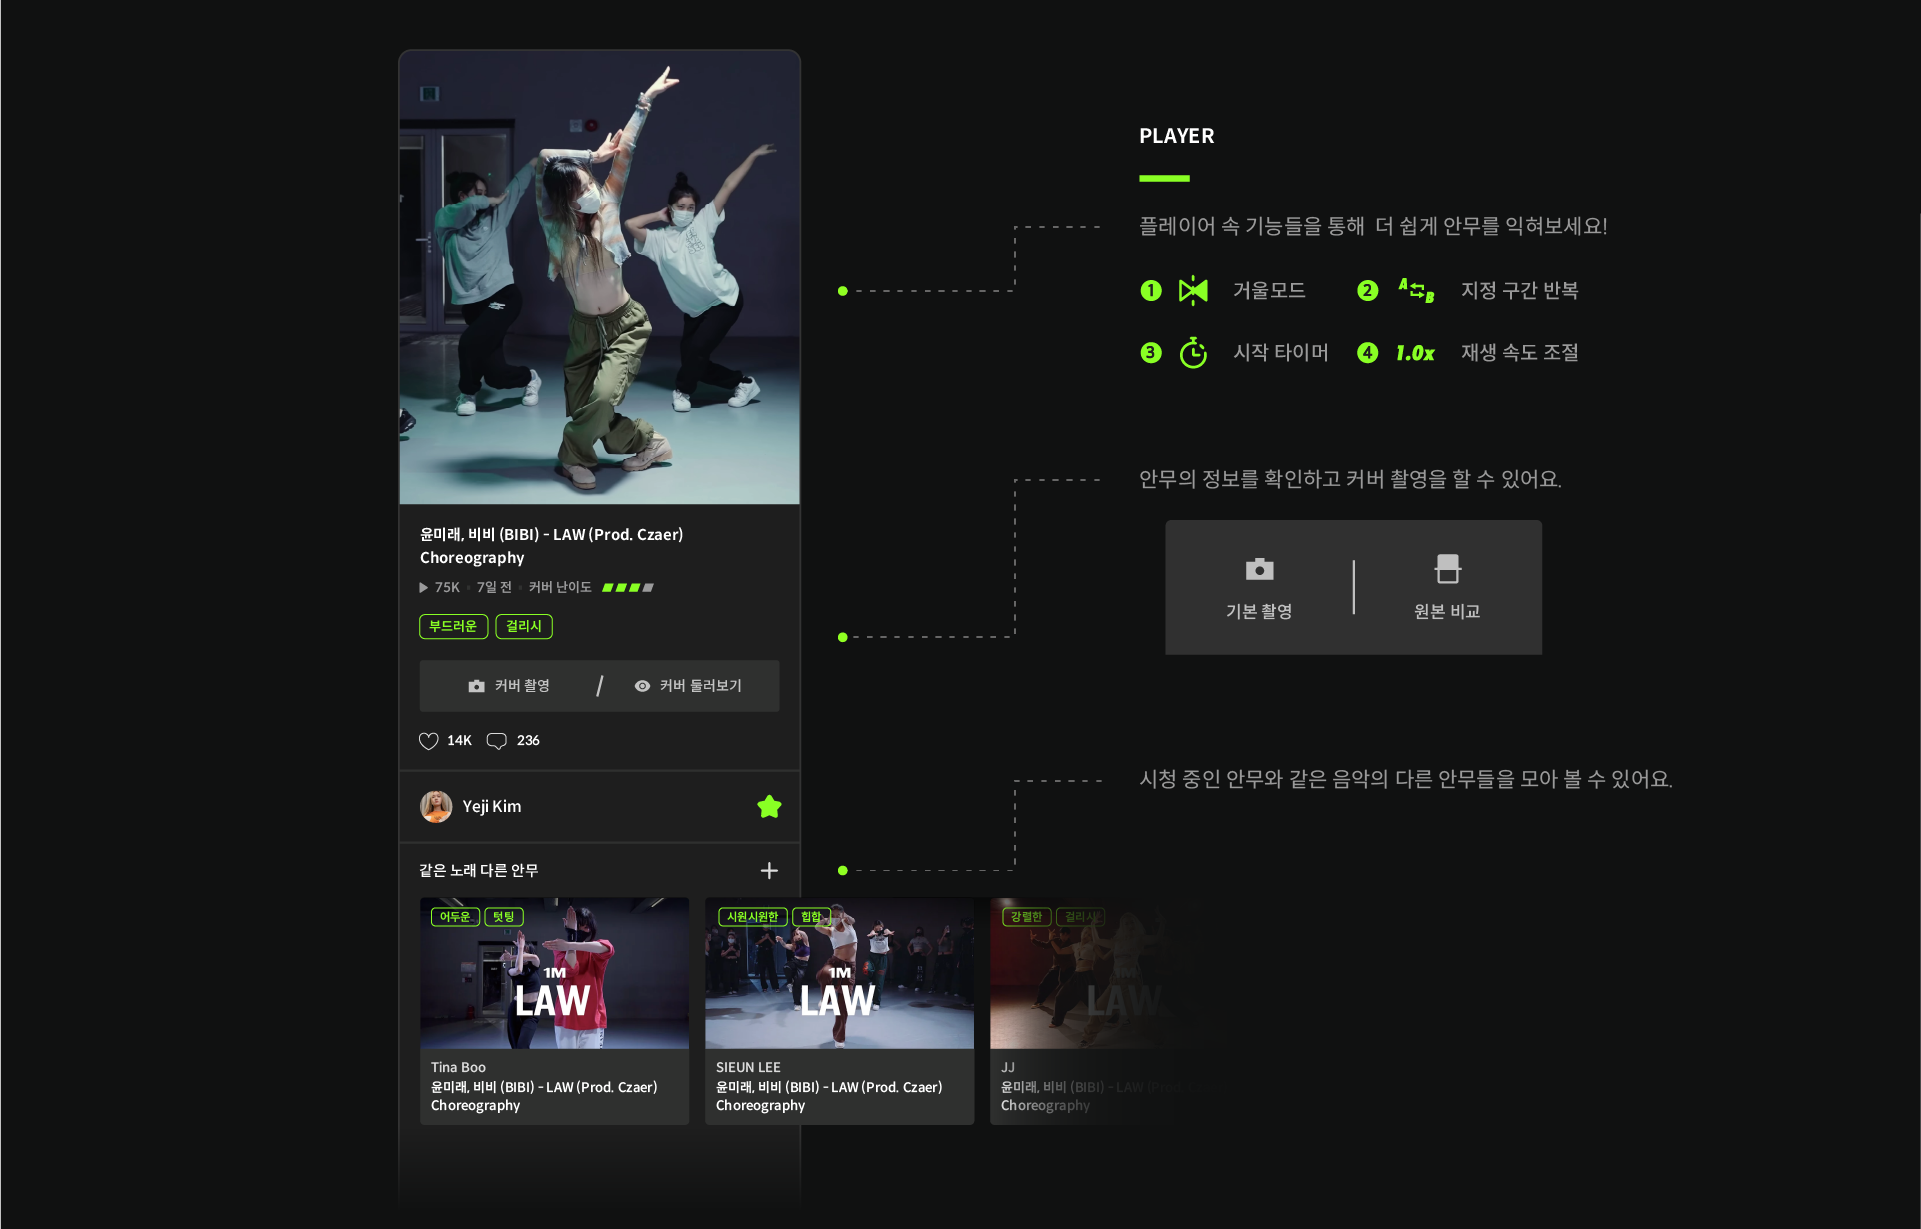 PLAYER
플레이어 속 기능들을 통해 더 쉽게 안무를 익혀보세요!
1 거울모드 2 A B 지정 구간 반복
3 시작 타이머 4 1.0x 재생 속도 조절
안무의 정보를 확인하고 커버 촬영을 할 수 있어요.
기본 촬영 원본 비교
시청 중인 안무와 같은 음악의 다른 안무들을 모아 볼 수 있어요.
윤미래, 비비 (BIBI) - LAW (Prod. Czaer)
Choreography
75K · 7일 전 · 커버 난이도
부드러운 걸리시
커버 촬영 / 커버 둘러보기
14K 236
Yeji Kim
같은 노래 다른 안무 +
어두운 텃팅
1M
LAW
Tina Boo
윤미래, 비비 (BIBI) - LAW (Prod. Czaer)
Choreography
시원시원한 힙합
1M
LAW
SIEUN LEE
윤미래, 비비 (BIBI) - LAW (Prod. Czaer)
Choreography
강렬한 걸리시
1M
LAW
JJ
윤미래, 비비 (BIBI) - LAW (Prod.
Choreography